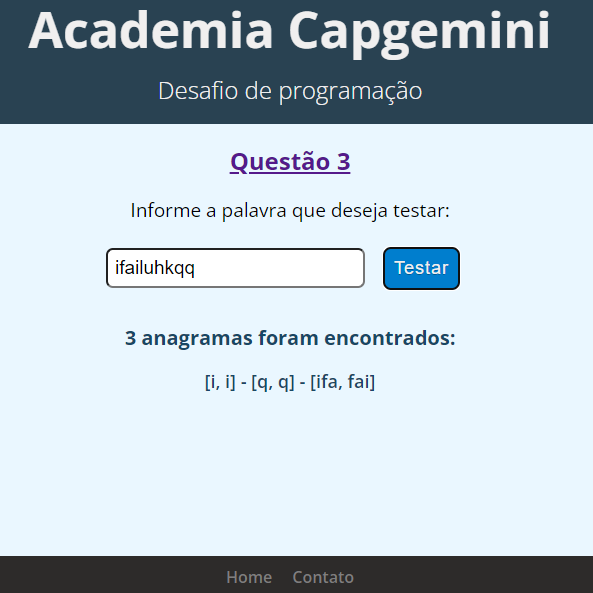 Academia Capgemini
Desafio de programação
Questão 3
Informe a palavra que deseja testar:
ifailuhkqq Testar
3 anagramas foram encontrados:
[i, i] - [q, q] - [ifa, fai]
Home Contato